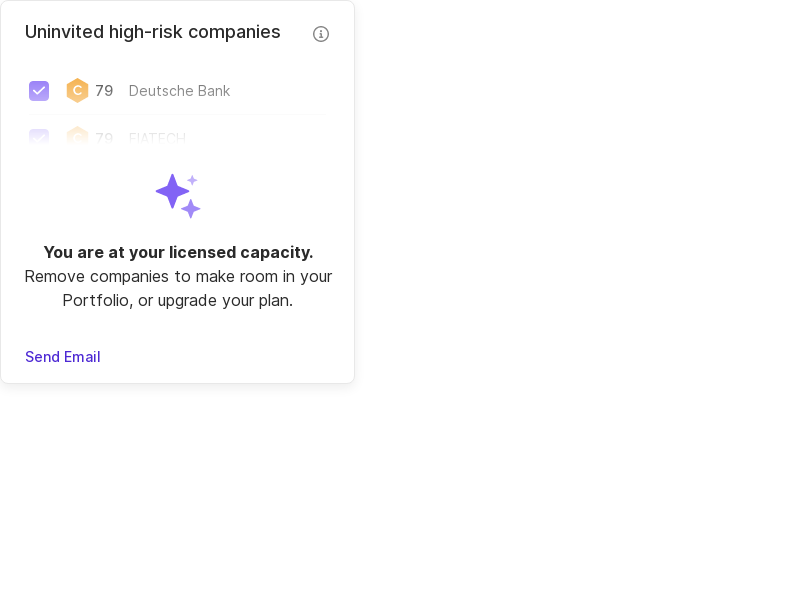 Uninvited high-risk companies
C 79 Deutsche Bank
C 79 FIATECH
You are at your licensed capacity.
Remove companies to make room in your
Portfolio, or upgrade your plan.
Send Email